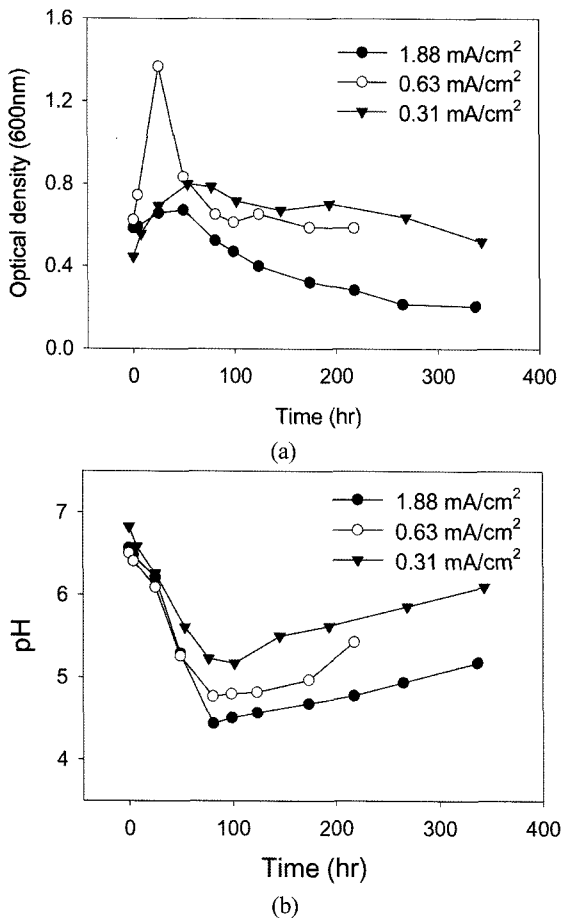 1.6
1.2
0.8
0.4
0.0
Optical density (600nm)
1.88 mA/cm²
0.63 mA/cm²
0.31 mA/cm²
0 100 200 300 400
Time (hr)
(a)
7
6
5
4
pH
1.88 mA/cm²
0.63 mA/cm²
0.31 mA/cm²
0 100 200 300 400
Time (hr)
(b)